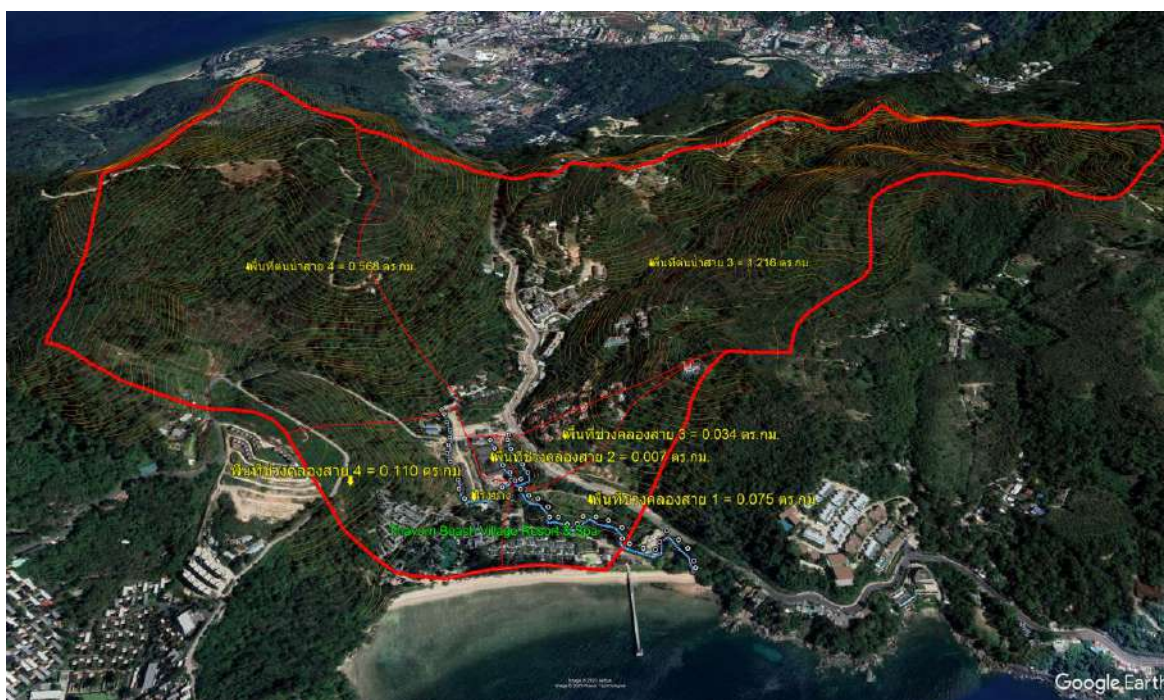 พื้นที่ต้นน้ำสาย 4 = 0.568 ตร.กม.
พื้นที่ต้นน้ำสาย 3 = 1.216 ตร.กม.
พื้นที่ช่วงคลองสาย 3 = 0.034 ตร.กม.
พื้นที่ช่วงคลองสาย 2 = 0.007 ตร.กม.
พื้นที่ช่วงคลองสาย 4 = 0.110 ตร.กม.
พื้นที่ช่วงคลองสาย 1 = 0.075 ตร.กม.
Thavorn Beach Village Resort & Spa
Google Earth